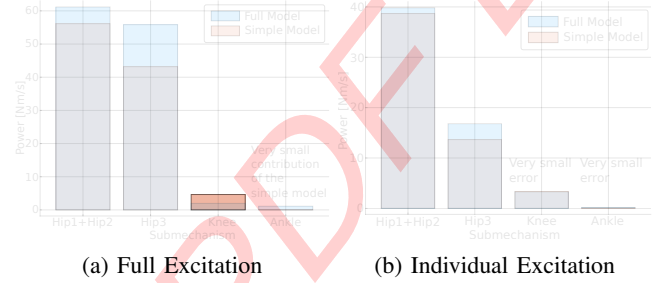 60
50
40
30
20
10
0
Power [Nm/s]
Full Model
Simple Model
Very small
contribution
of the
simple model
Hip1+Hip2 Hip3 Knee Ankle
Submechanism
(a) Full Excitation
40
20
0
Power [Nm/s]
Full Model
Simple Model
Very small
error
Very small
error
Hip1+Hip2 Hip3 Knee Ankle
Submechanism
(b) Individual Excitation
PDF